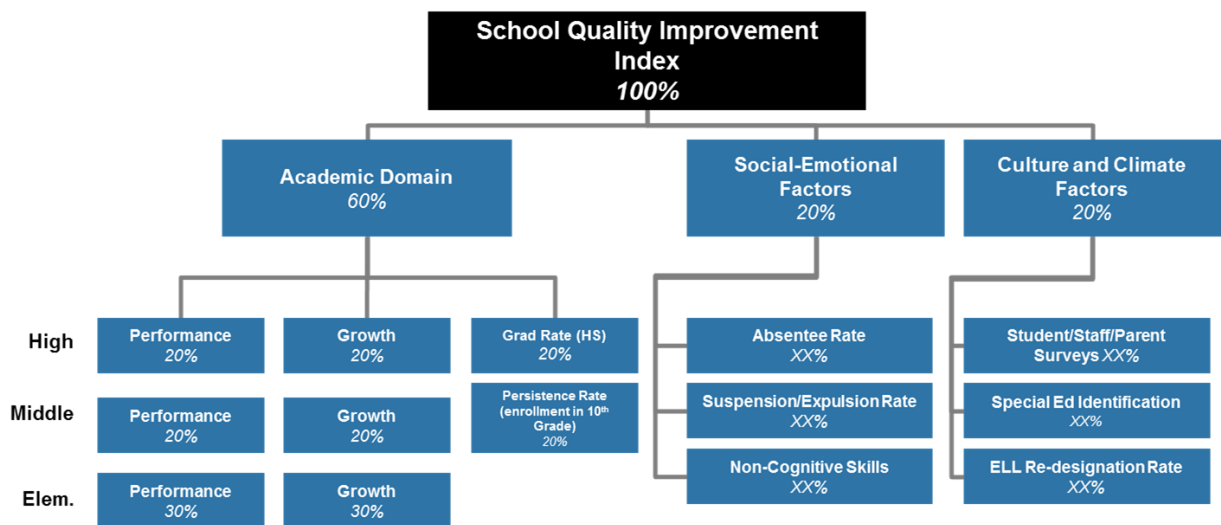 School Quality Improvement
Index
100%
Academic Domain
60%
Social-Emotional
Factors
20%
Culture and Climate
Factors
20%
High
Performance
20%
Growth
20%
Grad Rate (HS)
20%
Absentee Rate
XX%
Student/Staff/Parent
Surveys XX%
Middle
Performance
20%
Growth
20%
Persistence Rate
(enrollment in 10th
Grade)
20%
Suspension/Expulsion Rate
XX%
Special Ed Identification
XX%
Elem.
Performance
30%
Growth
30%
Non-Cognitive Skills
XX%
ELL Re-designation Rate
XX%